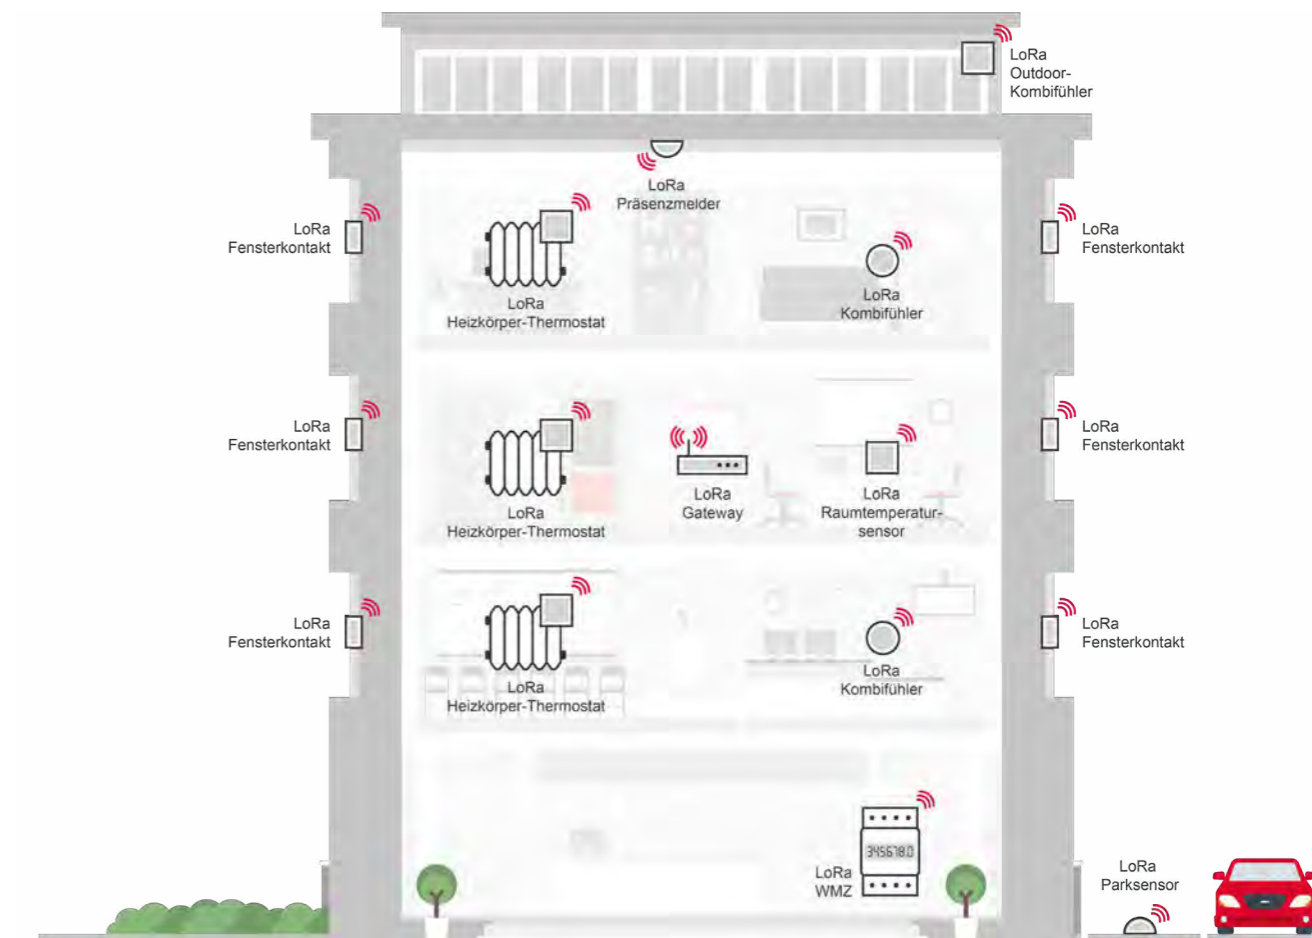 LoRa
Outdoor-
Kombifühler
LoRa
Präsenzmelder
LoRa
Fensterkontakt
LoRa
Heizkörper-Thermostat
LoRa
Kombifühler
LoRa
Fensterkontakt
LoRa
Fensterkontakt
LoRa
Heizkörper-Thermostat
LoRa
Gateway
LoRa
Raumtemperatur-
sensor
LoRa
Fensterkontakt
LoRa
Fensterkontakt
LoRa
Heizkörper-Thermostat
LoRa
Kombifühler
LoRa
Fensterkontakt
345678.0
LoRa
WMZ
LoRa
Parksensor